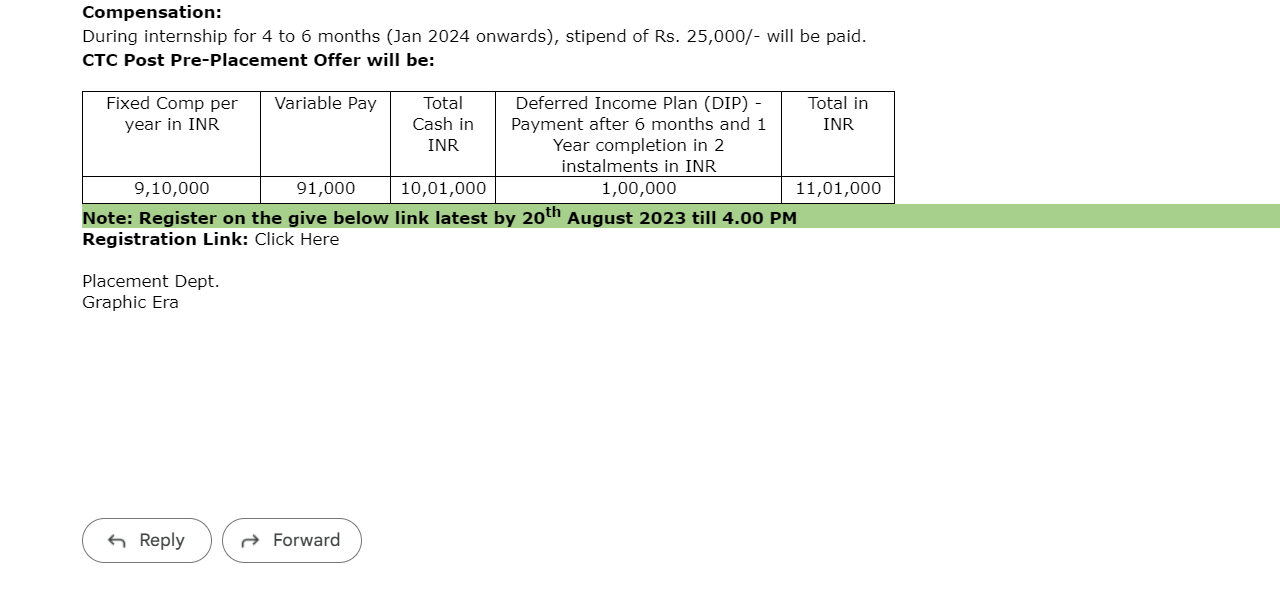 Compensation:
During internship for 4 to 6 months (Jan 2024 onwards), stipend of Rs. 25,000/- will be paid.
CTC Post Pre-Placement Offer will be:
Fixed Comp per
year in INR
Variable Pay
Total
Cash in
INR
Deferred Income Plan (DIP) -
Payment after 6 months and 1
Year completion in 2
instalments in INR
Total in
INR
9,10,000
91,000
10,01,000
1,00,000
11,01,000
Note: Register on the give below link latest by 20th August 2023 till 4.00 PM
Registration Link: Click Here
Placement Dept.
Graphic Era
Reply
Forward